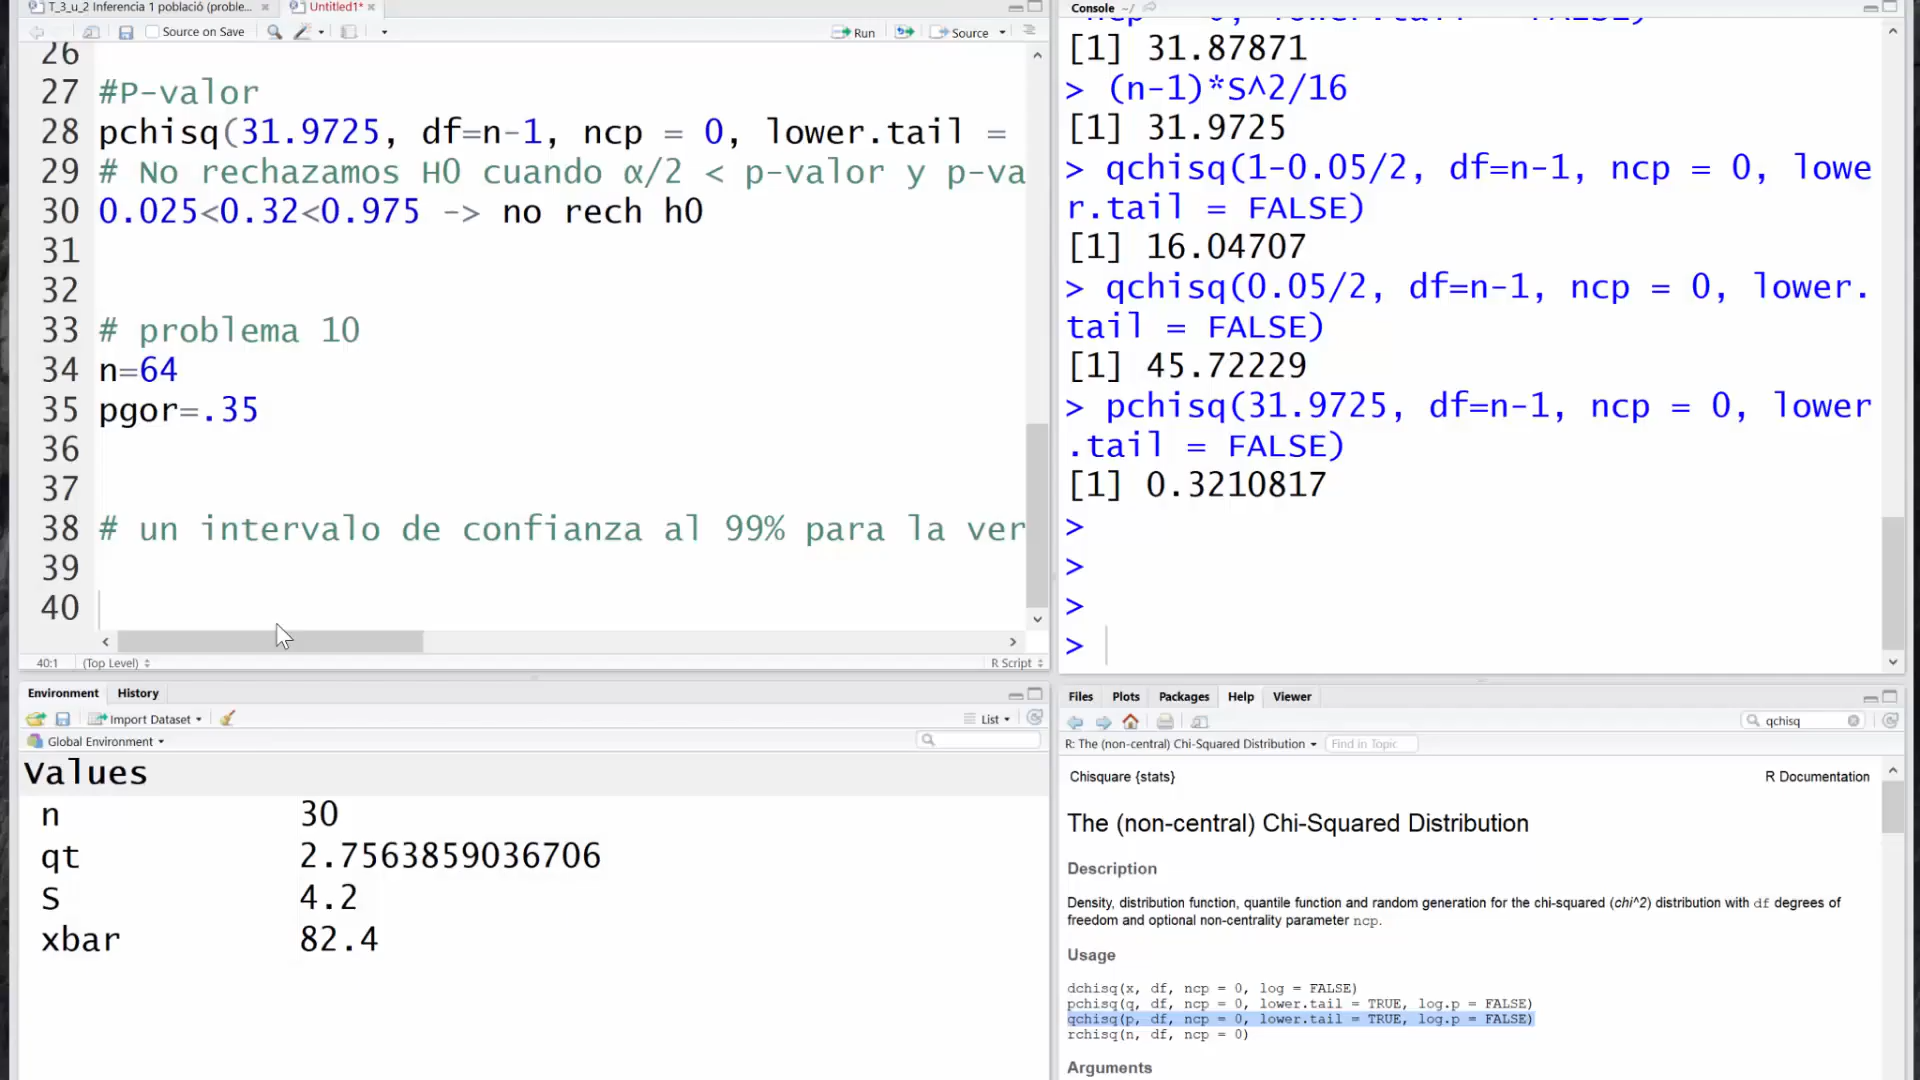 T_3_u_2 Inferencia 1 població (proble...
Untitled1*
Source on Save
Run
Source
26
27 #P-valor
28 pchisq(31.9725, df=n-1, ncp = 0, lower.tail =
29 # No rechazamos H0 cuando α/2 < p-valor y p-va
30 0.025<0.32<0.975 -> no rech h0
31
32
33 # problema 10
34 n=64
35 pgor=.35
36
37
38 # un intervalo de confianza al 99% para la ver
39
40
40:1 (Top Level)
R Script
Console ~/
ncp = 0, lower.tail = FALSE)
[1] 31.87871
> (n-1)*S^2/16
[1] 31.9725
> qchisq(1-0.05/2, df=n-1, ncp = 0, lowe
r.tail = FALSE)
[1] 16.04707
> qchisq(0.05/2, df=n-1, ncp = 0, lower.
tail = FALSE)
[1] 45.72229
> pchisq(31.9725, df=n-1, ncp = 0, lower
.tail = FALSE)
[1] 0.3210817
>
>
>
>
Environment History
Import Dataset
List
Global Environment
Values
n 30
qt 2.7563859036706
S 4.2
xbar 82.4
Files Plots Packages Help Viewer
qchisq
R: The (non-central) Chi-Squared Distribution
Find in Topic
Chisquare {stats}
R Documentation
The (non-central) Chi-Squared Distribution
Description
Density, distribution function, quantile function and random generation for the chi-squared (chi^2) distribution with df degrees of
freedom and optional non-centrality parameter ncp.
Usage
dchisq(x, df, ncp = 0, log = FALSE)
pchisq(q, df, ncp = 0, lower.tail = TRUE, log.p = FALSE)
qchisq(p, df, ncp = 0, lower.tail = TRUE, log.p = FALSE)
rchisq(n, df, ncp = 0)
Arguments